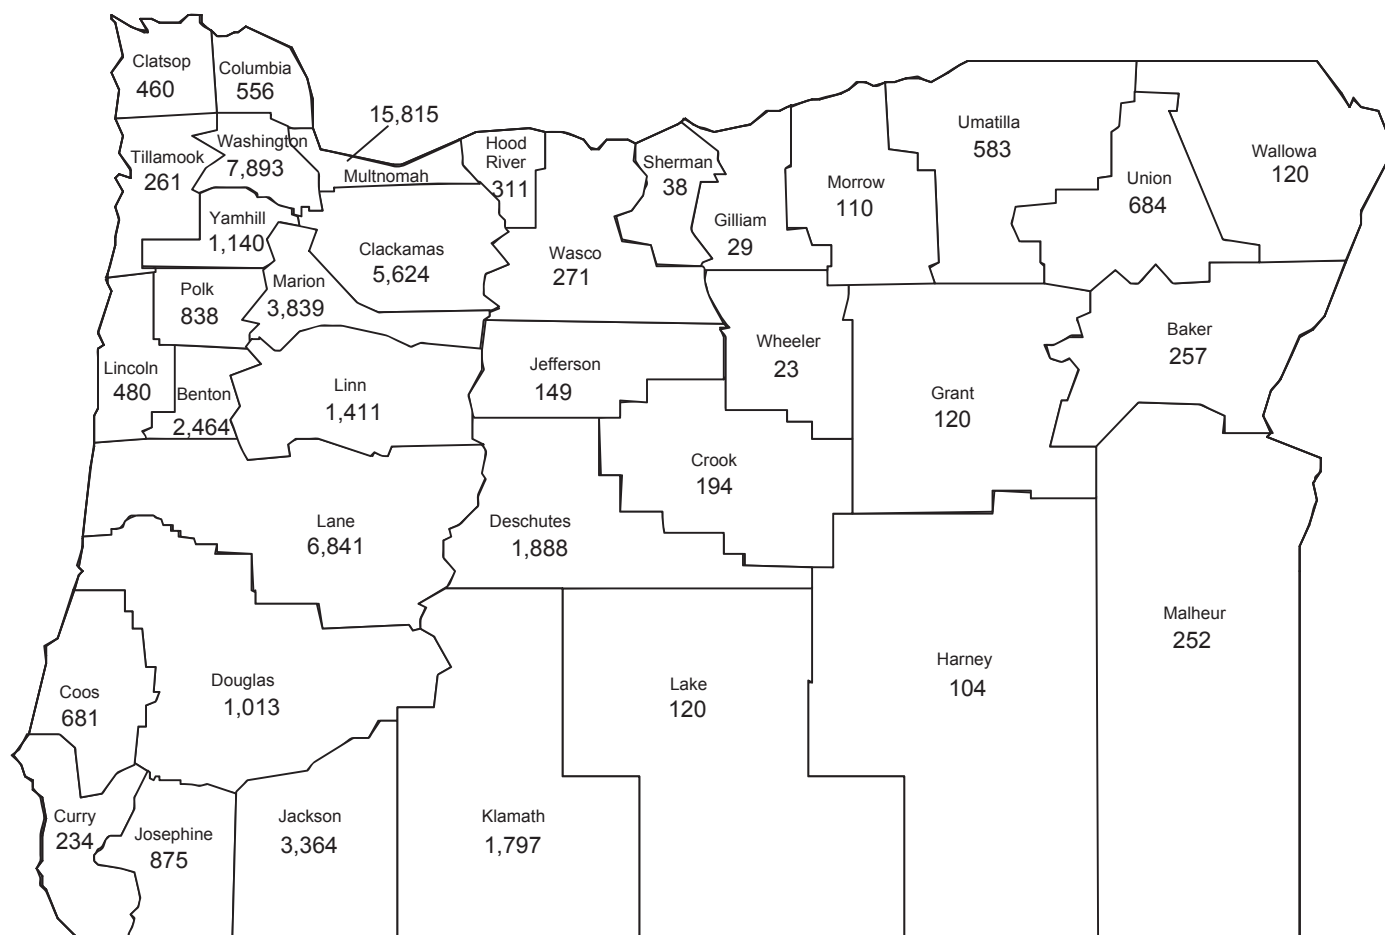 Clatsop
460
Columbia
556
15,815
Multnomah
Washington
7,893
Tillamook
261
Hood
River
311
Sherman
38
Gilliam
29
Morrow
110
Umatilla
583
Union
684
Wallowa
120
Yamhill
1,140
Clackamas
5,624
Wasco
271
Polk
838
Marion
3,839
Lincoln
480
Benton
2,464
Linn
1,411
Jefferson
149
Wheeler
23
Grant
120
Baker
257
Crook
194
Lane
6,841
Deschutes
1,888
Malheur
252
Harney
104
Coos
681
Douglas
1,013
Lake
120
Curry
234
Josephine
875
Jackson
3,364
Klamath
1,797